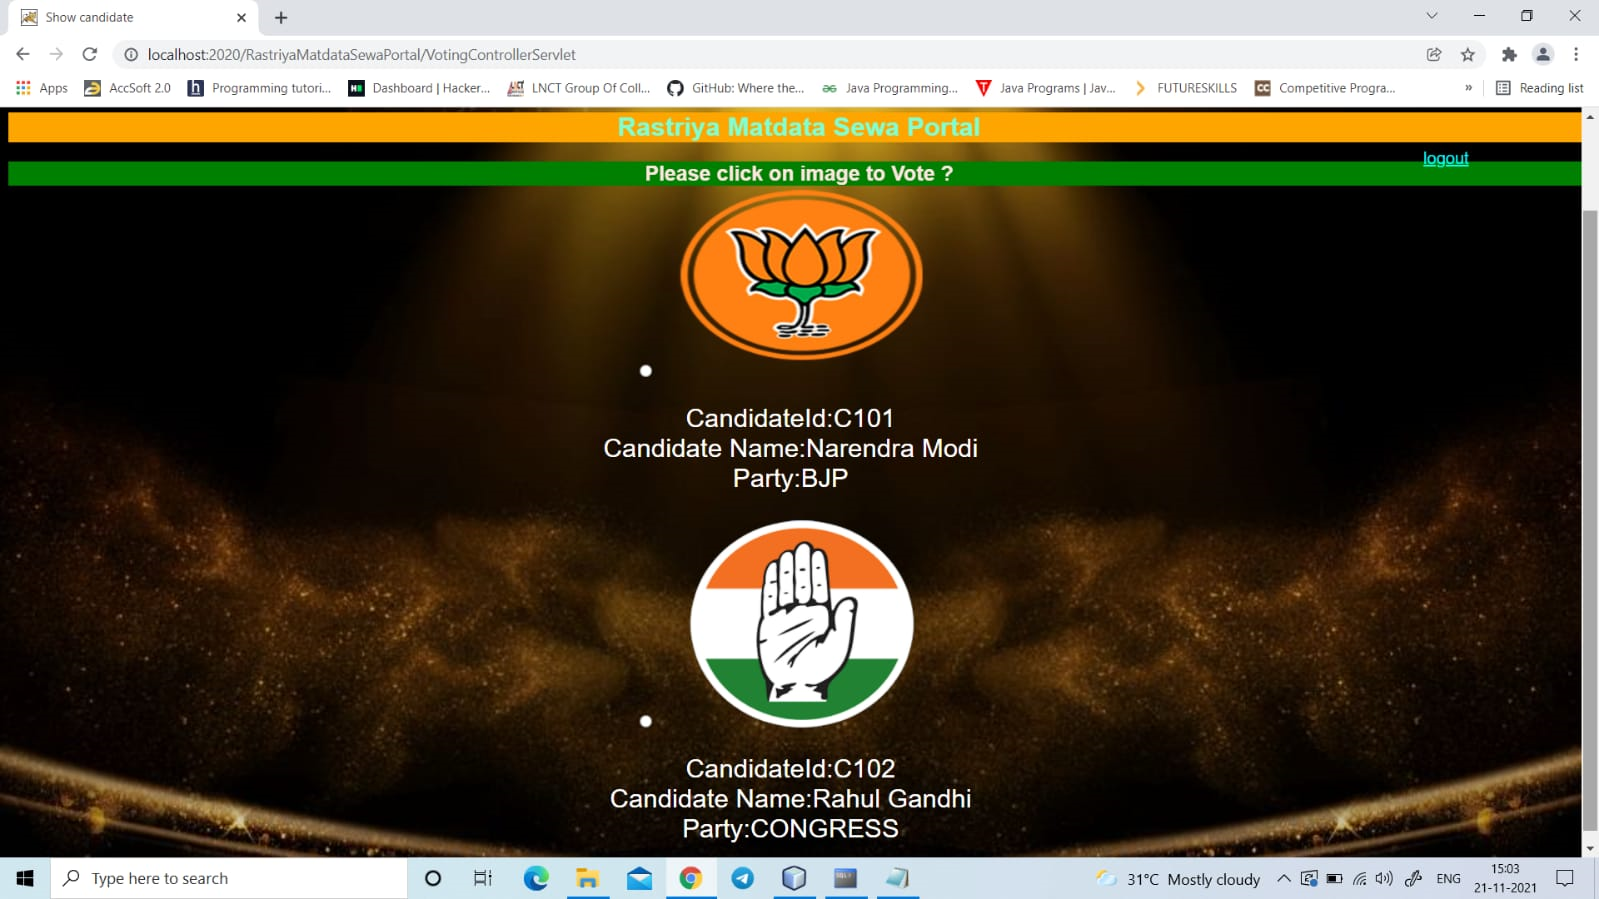 Show candidate
localhost:2020/RastriyaMatdataSewaPortal/VotingControllerServlet
Apps AccSoft 2.0 Programming tutori... Dashboard | Hacker... LNCT Group Of Coll... GitHub: Where the... Java Programming... Java Programs | Jav... FUTURESKILLS Competitive Progra... » Reading list
Rastriya Matdata Sewa Portal
logout
Please click on image to Vote ?
CandidateId:C101
Candidate Name:Narendra Modi
Party:BJP
CandidateId:C102
Candidate Name:Rahul Gandhi
Party:CONGRESS
Type here to search
31°C Mostly cloudy
ENG
15:03
21-11-2021